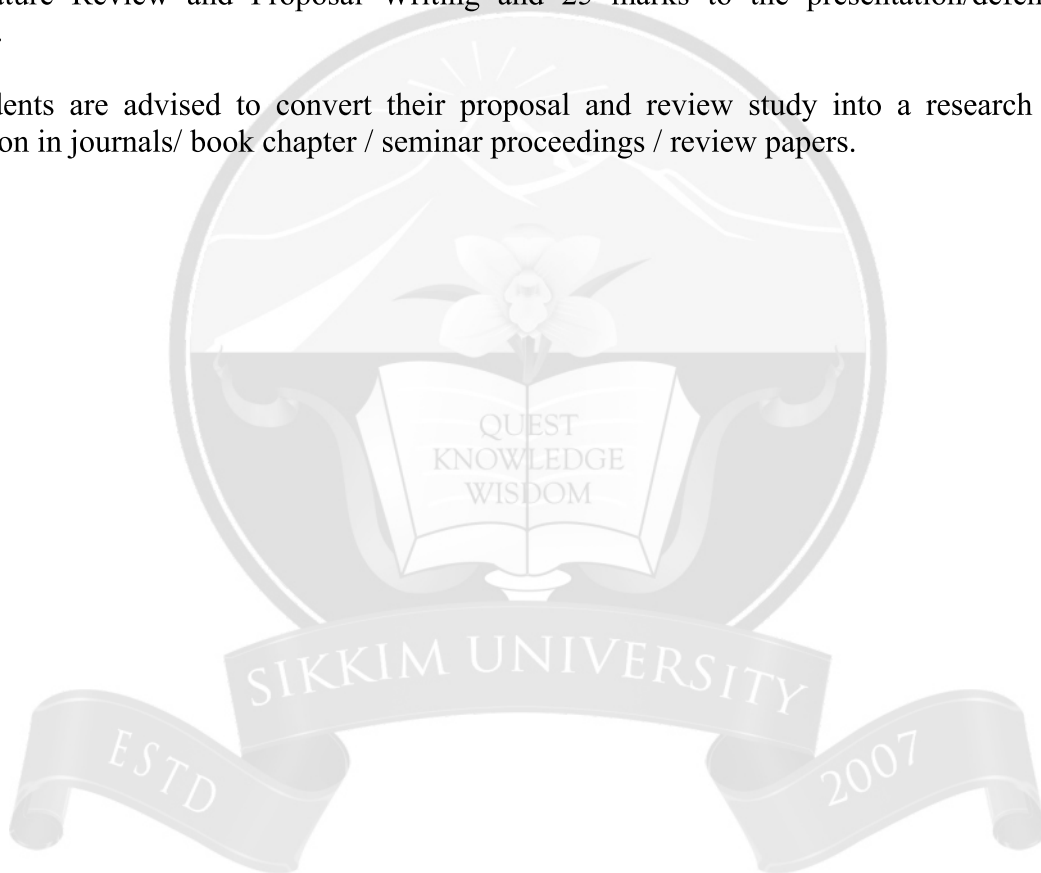 ture Review and Proposal Writing and 25 marks to the presentation/defen
.
dents are advised to convert their proposal and review study into a research
on in journals/ book chapter / seminar proceedings / review papers.
QUEST
KNOWLEDGE
WISDOM
SIKKIM UNIVERSITY
ESTD
2007